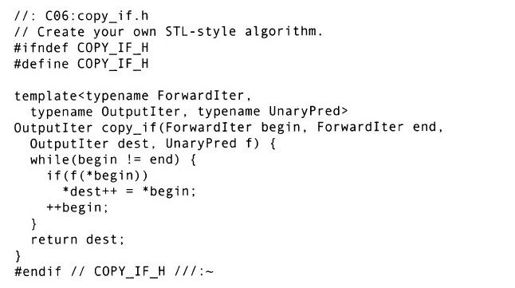 //: C06:copy_if.h
// Create your own STL-style algorithm.
#ifndef COPY_IF_H
#define COPY_IF_H

template<typename ForwardIter,
  typename OutputIter, typename UnaryPred>
OutputIter copy_if(ForwardIter begin, ForwardIter end,
  OutputIter dest, UnaryPred f) {
  while(begin != end) {
    if(f(*begin))
      *dest++ = *begin;
    ++begin;
  }
  return dest;
}
#endif // COPY_IF_H ///:~